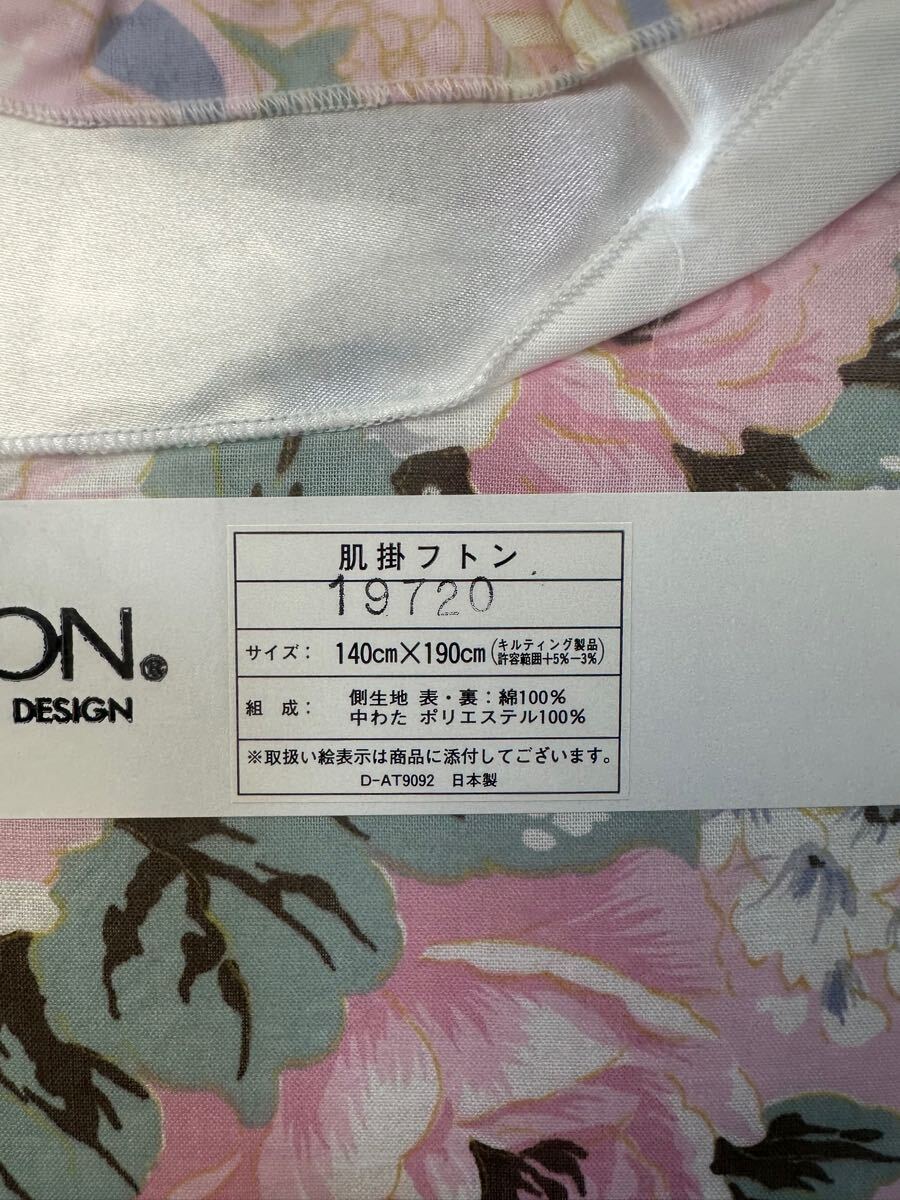 ON®
DESIGN
肌掛フトン
19720
サイズ： 140cm×190cm (キルティング製品 許容範囲+5%−3%)
組 成： 側生地 表・裏：綿100%
中わた ポリエステル100%
※取扱い絵表示は商品に添付してございます。
D-AT9092 日本製